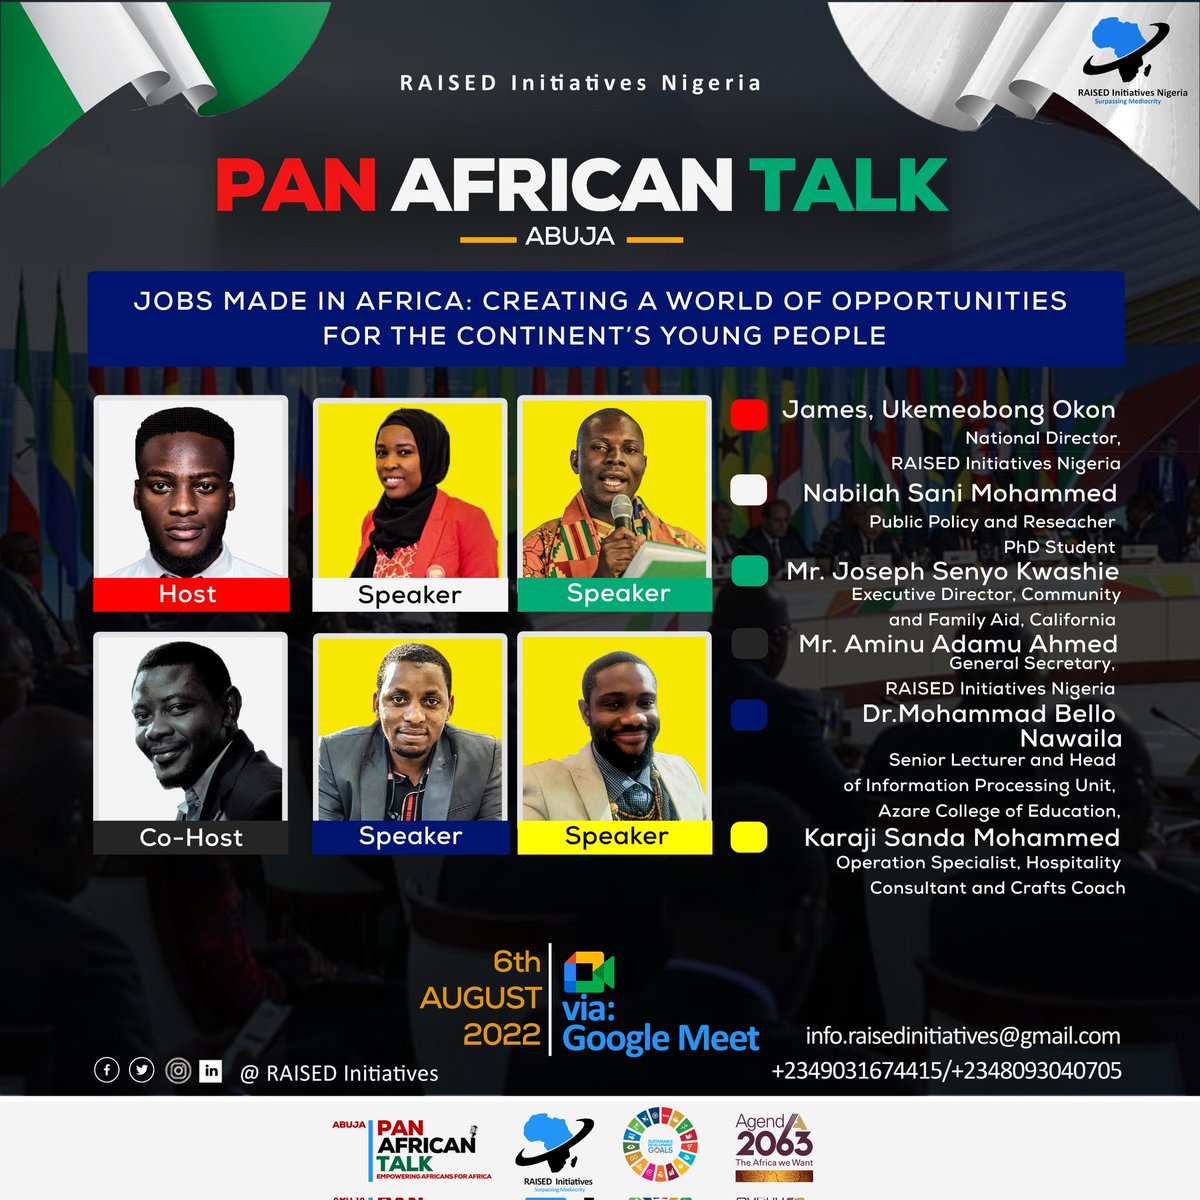 RAISED Initiatives Nigeria
RAISED Initiatives Nigeria
Surpassing Mediocrity
PAN AFRICAN TALK
ABUJA
JOBS MADE IN AFRICA: CREATING A WORLD OF OPPORTUNITIES
FOR THE CONTINENT'S YOUNG PEOPLE
Host
Speaker
Speaker
Co-Host
Speaker
Speaker
James, Ukemeobong Okon
National Director,
RAISED Initiatives Nigeria
Nabilah Sani Mohammed
Public Policy and Reseacher
PhD Student
Mr. Joseph Senyo Kwashie
Executive Director, Community
and Family Aid, California
Mr. Aminu Adamu Ahmed
General Secretary,
RAISED Initiatives Nigeria
Dr.Mohammad Bello
Nawaila
Senior Lecturer and Head
of Information Processing Unit,
Azare College of Education,
Karaji Sanda Mohammed
Operation Specialist, Hospitality
Consultant and Crafts Coach
6th
AUGUST
2022
via:
Google Meet
info.raisedinitiatives@gmail.com
+2349031674415/+2348093040705
@ RAISED Initiatives
ABUJA
PAN
AFRICAN
TALK
EMPOWERING AFRICANS FOR AFRICA
RAISED Initiatives
Surpassing Mediocrity
SUSTAINABLE
DEVELOPMENT
GOALS
AgendA
2063
The Africa we Want